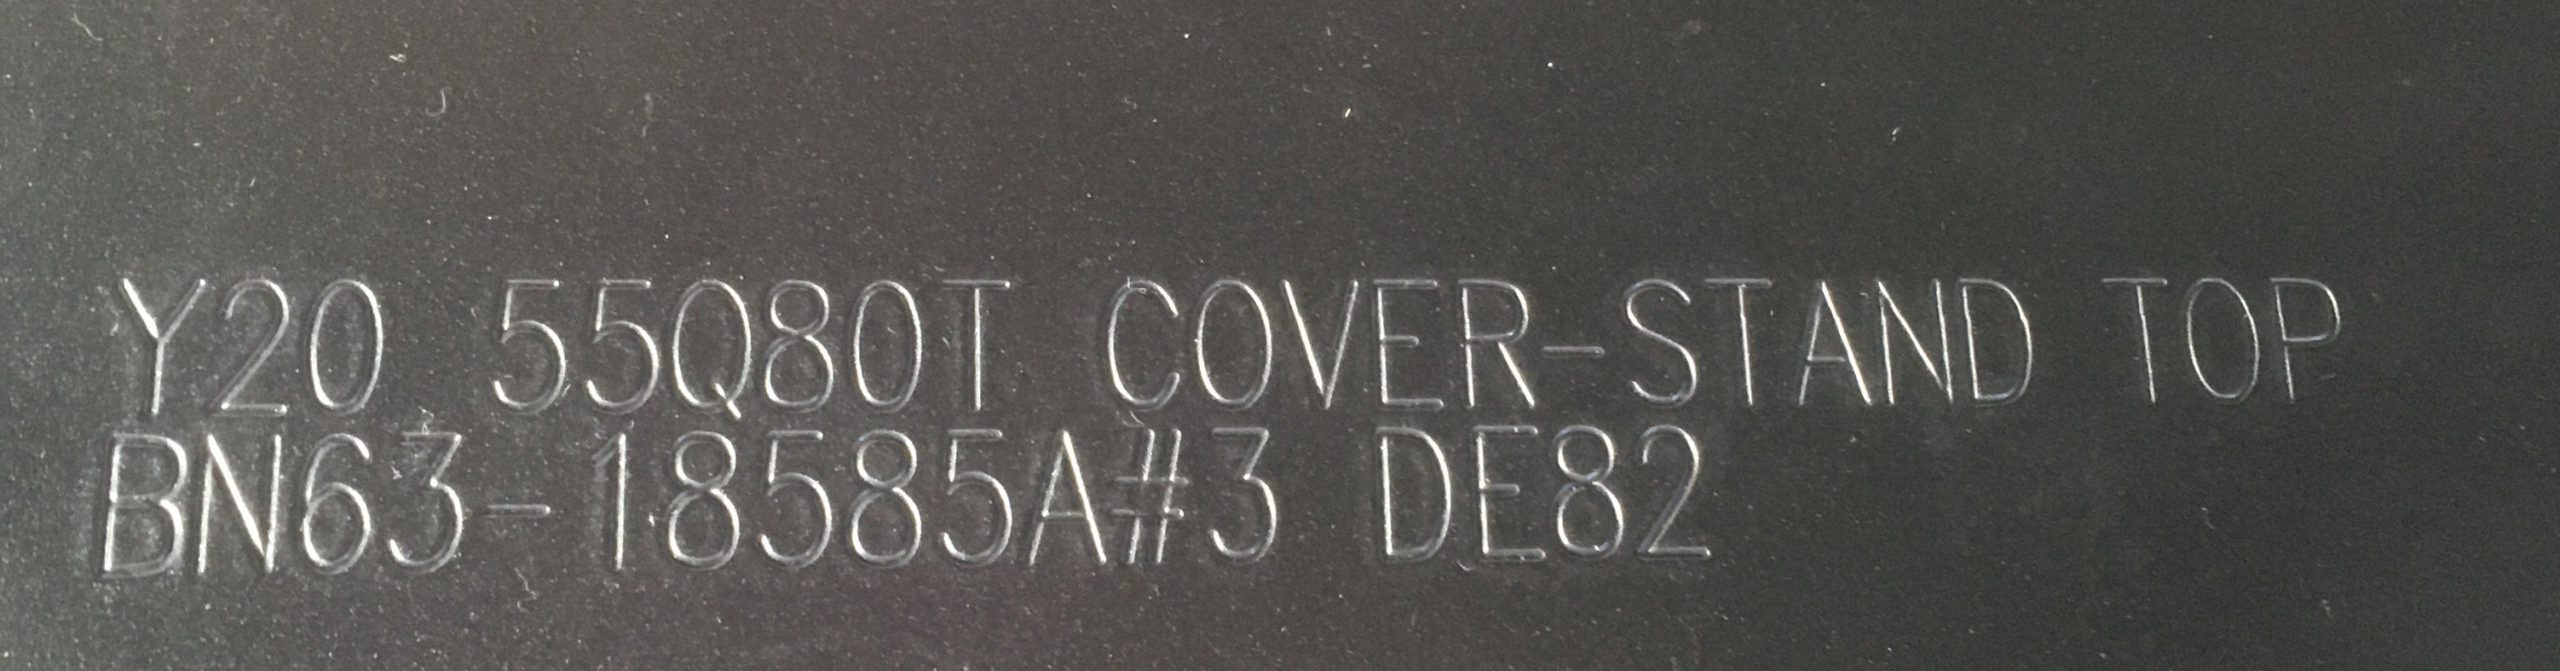 Y20 55Q80T COVER-STAND TOP
BN63-18585A#3 DE82